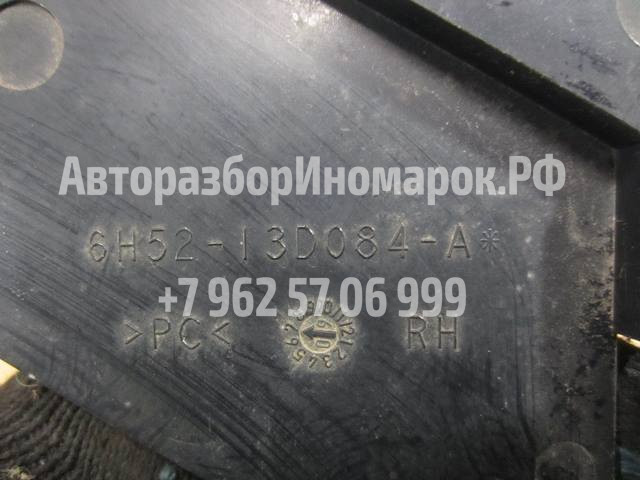 АвторазборИномарок.РФ
6H52-13D084-A*
+7 962 57 06 999
>PC< RH